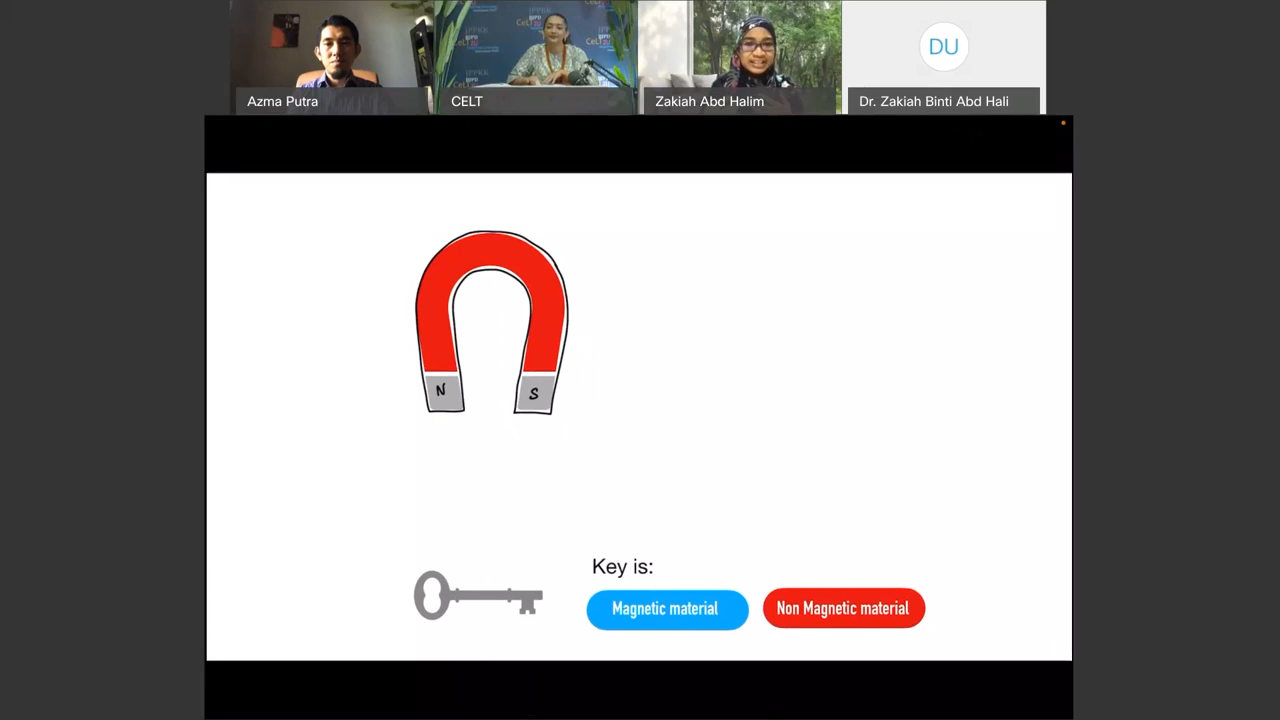 Azma Putra
CELT
Zakiah Abd Halim
DU
Dr. Zakiah Binti Abd Hali
N
S
Key is:
Magnetic material
Non Magnetic material